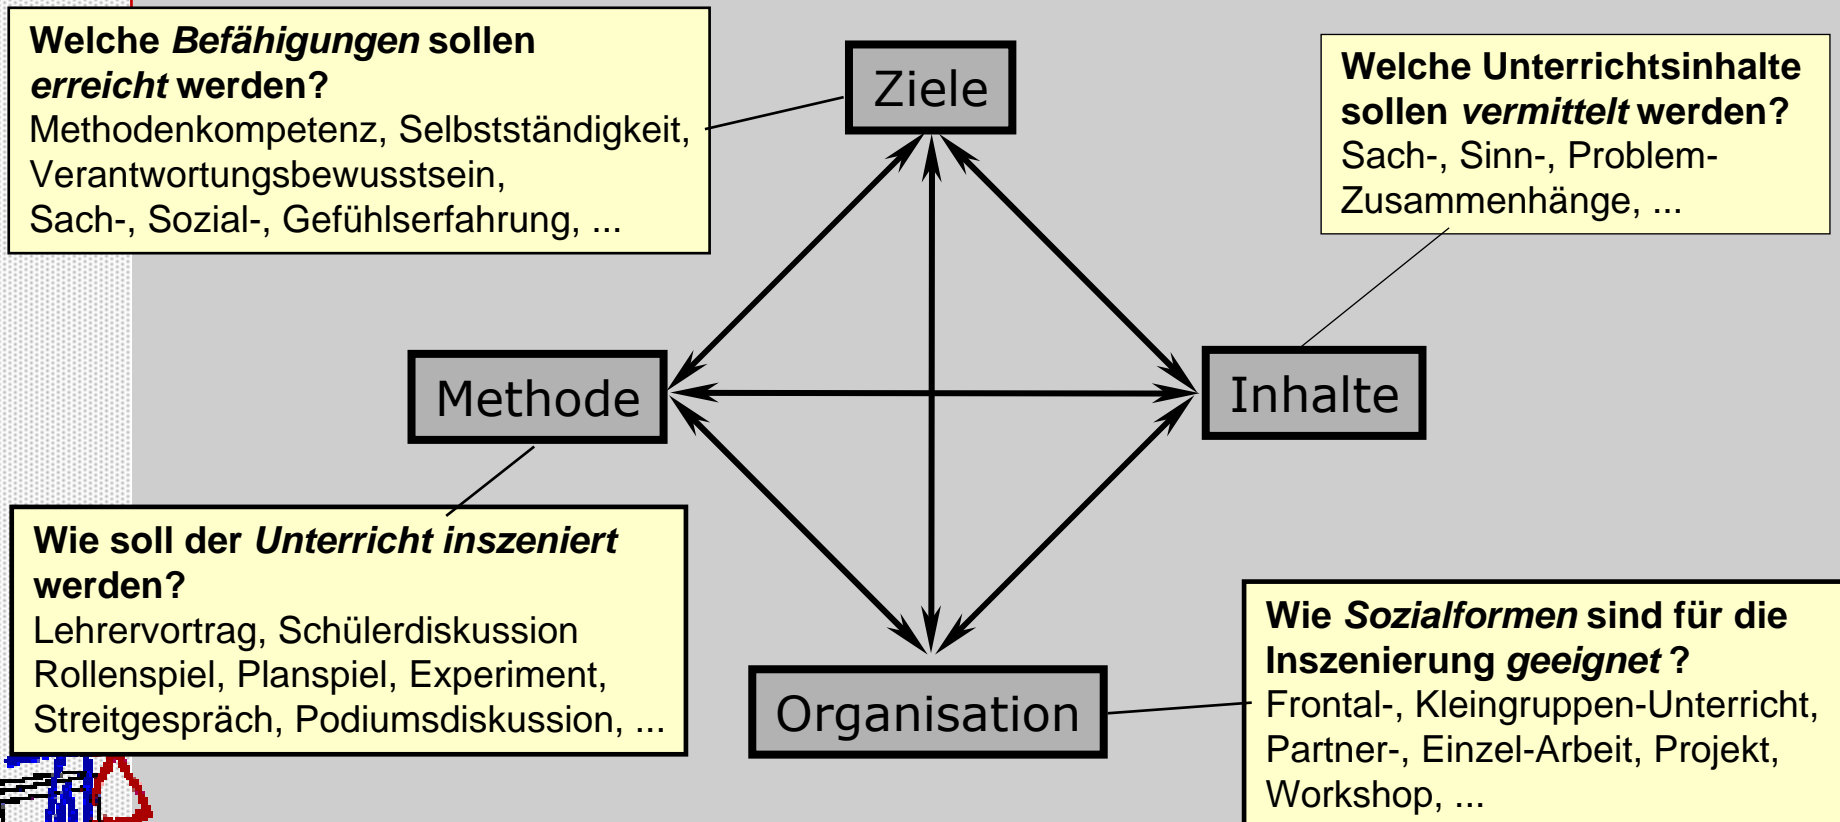 Welche Befähigungen sollen
erreicht werden?
Methodenkompetenz, Selbstständigkeit,
Verantwortungsbewusstsein,
Sach-, Sozial-, Gefühlserfahrung, ...
Ziele
Welche Unterrichtsinhalte
sollen vermittelt werden?
Sach-, Sinn-, Problem-
Zusammenhänge, ...
Methode
Inhalte
Wie soll der Unterricht inszeniert
werden?
Lehrervortrag, Schülerdiskussion
Rollenspiel, Planspiel, Experiment,
Streitgespräch, Podiumsdiskussion, ...
Organisation
Wie Sozialformen sind für die
Inszenierung geeignet ?
Frontal-, Kleingruppen-Unterricht,
Partner-, Einzel-Arbeit, Projekt,
Workshop, ...